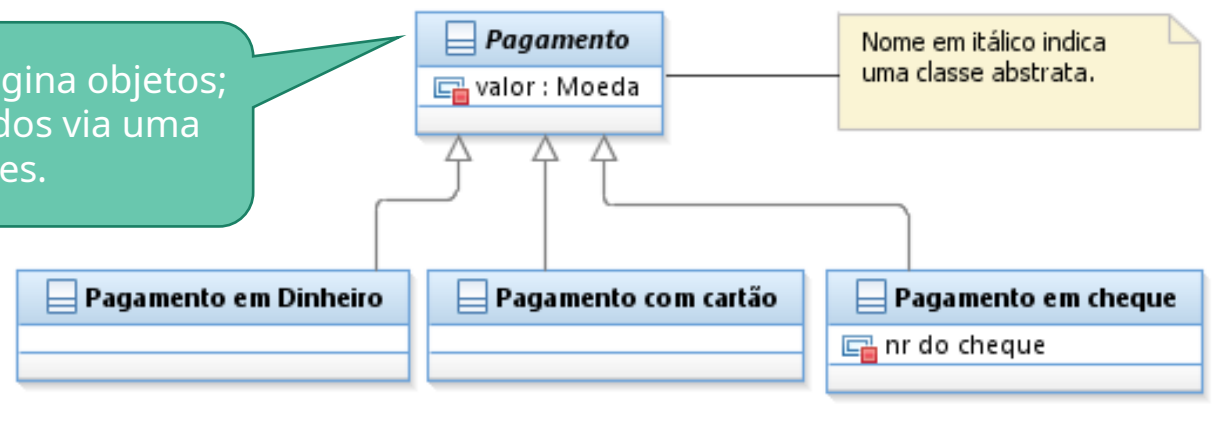 gina objetos;
dos via uma
es.
Pagamento
valor : Moeda
Nome em itálico indica
uma classe abstrata.
Pagamento em Dinheiro
Pagamento com cartão
Pagamento em cheque
nr do cheque